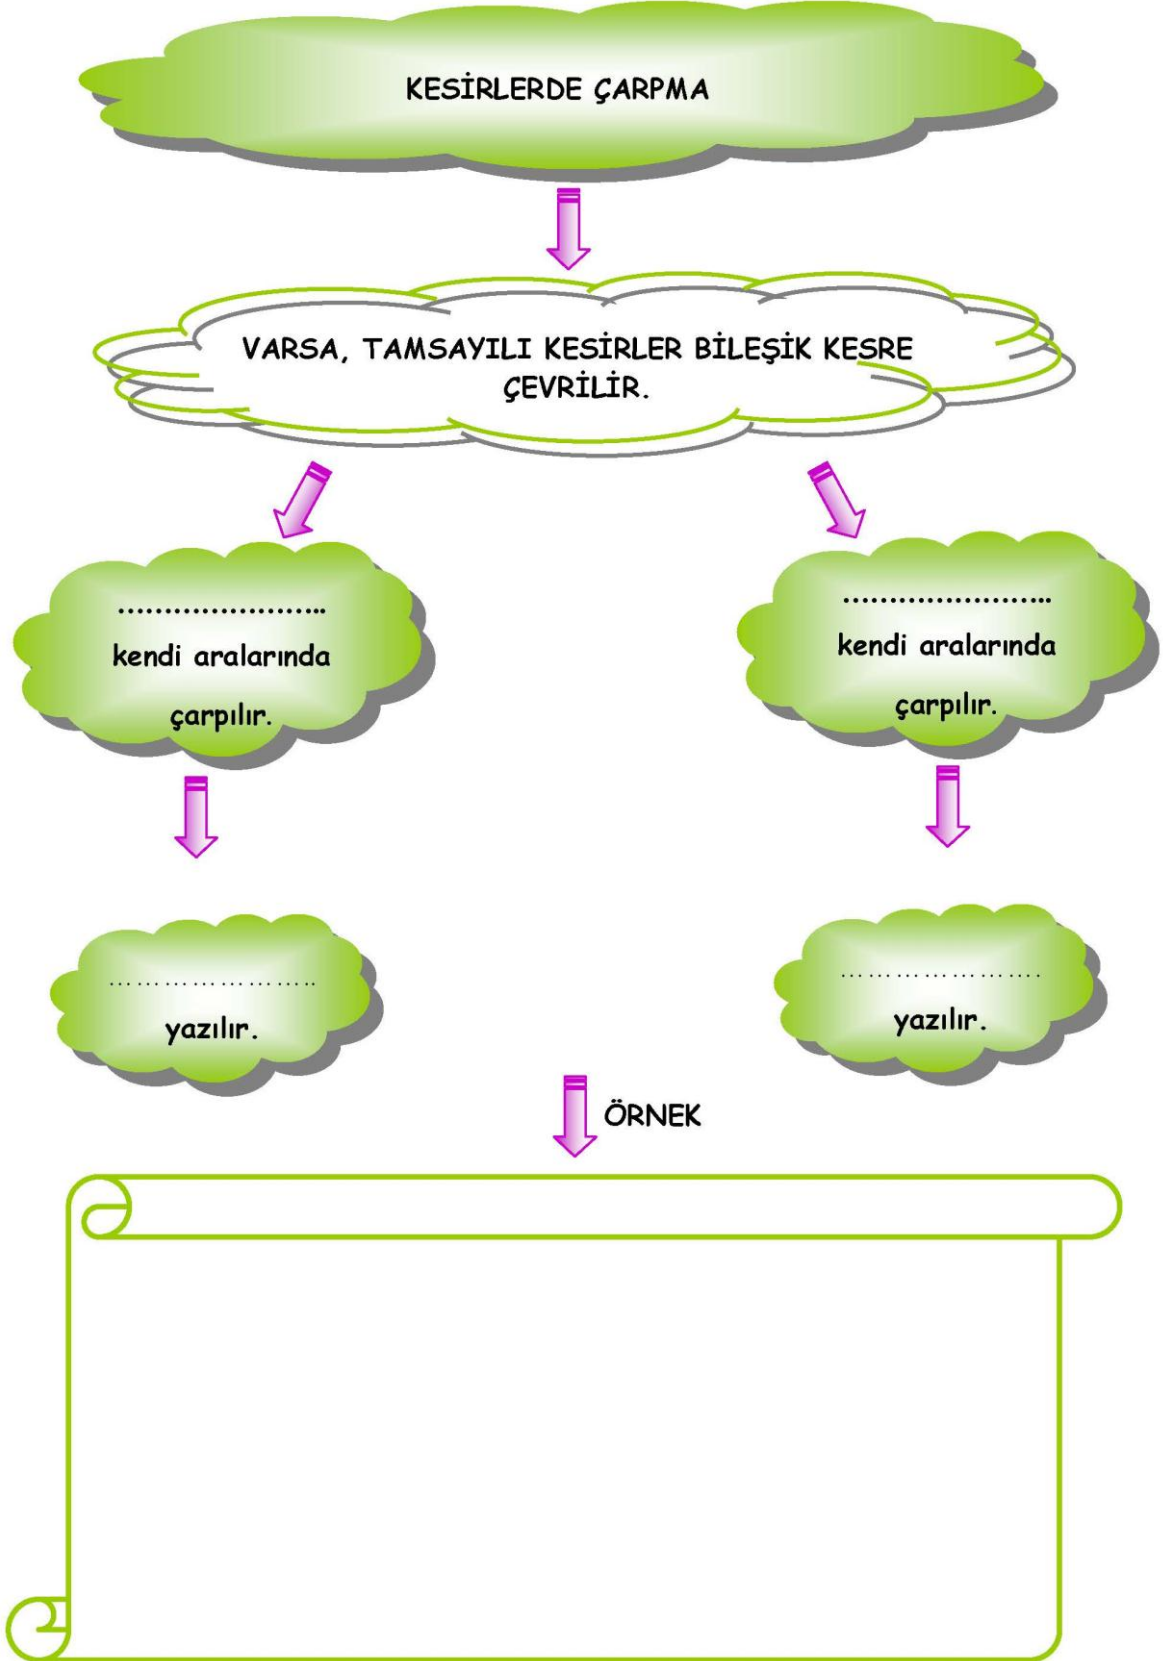 KESİRLERDE ÇARPMA
VARSA, TAMSAYILI KESİRLER BİLEŞİK KESRE
ÇEVRİLİR.
……………………..
kendi aralarında
çarpılır.
……………………..
kendi aralarında
çarpılır.
……………………..
yazılır.
…………………….
yazılır.
ÖRNEK